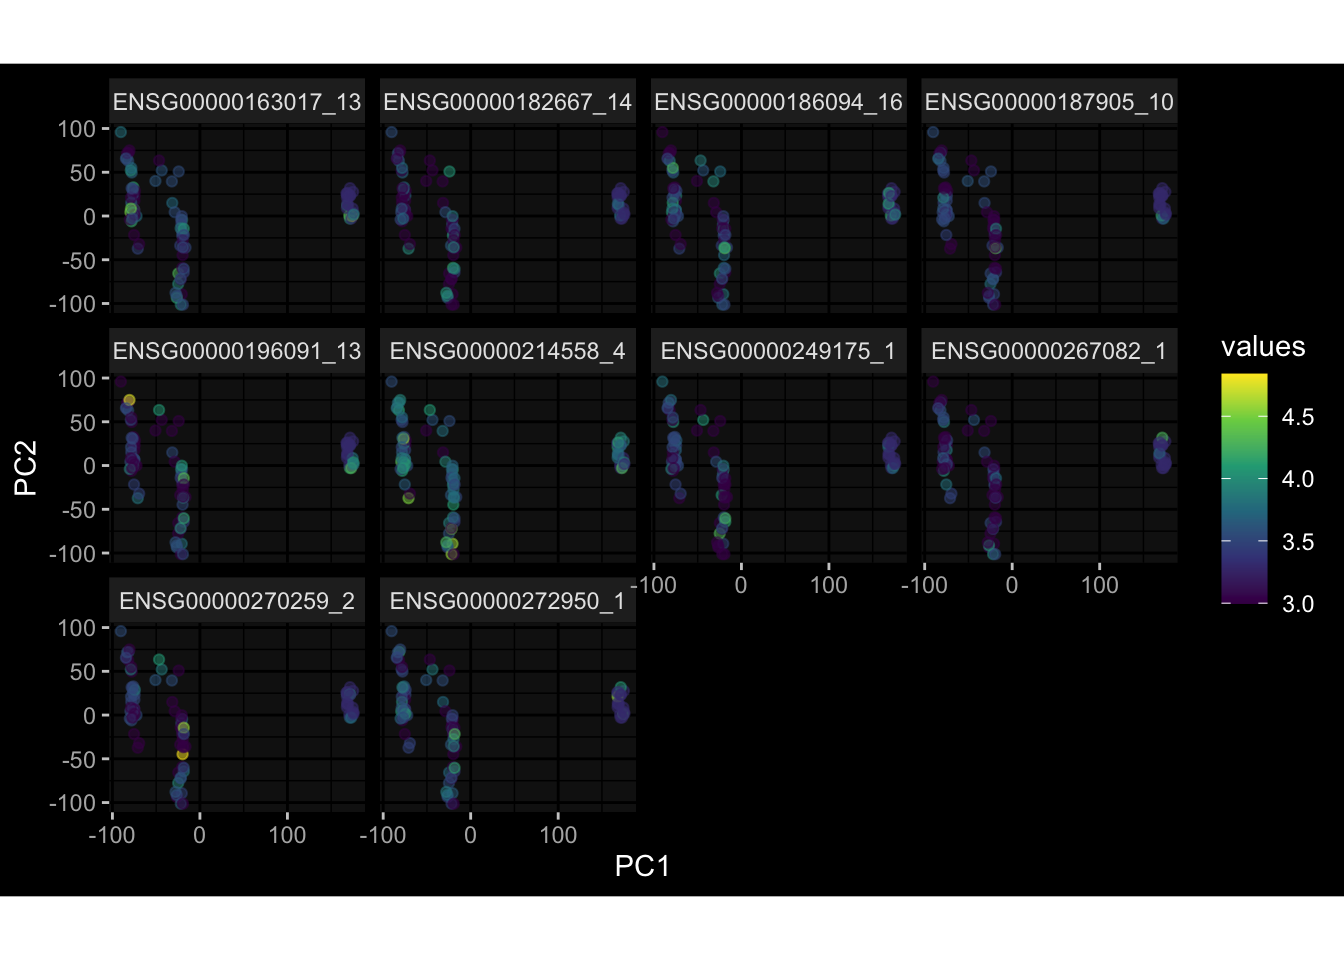 ENSG00000163017_13 ENSG00000182667_14 ENSG00000186094_16 ENSG00000187905_10
100
50
0
-50
-100
ENSG00000196091_13 ENSG00000214558_4 ENSG00000249175_1 ENSG00000267082_1
100
50
0
-50
-100
-100 0 100 -100 0 100
ENSG00000270259_2 ENSG00000272950_1
100
50
0
-50
-100
-100 0 100 -100 0 100
PC1
PC2
values
4.5
4.0
3.5
3.0